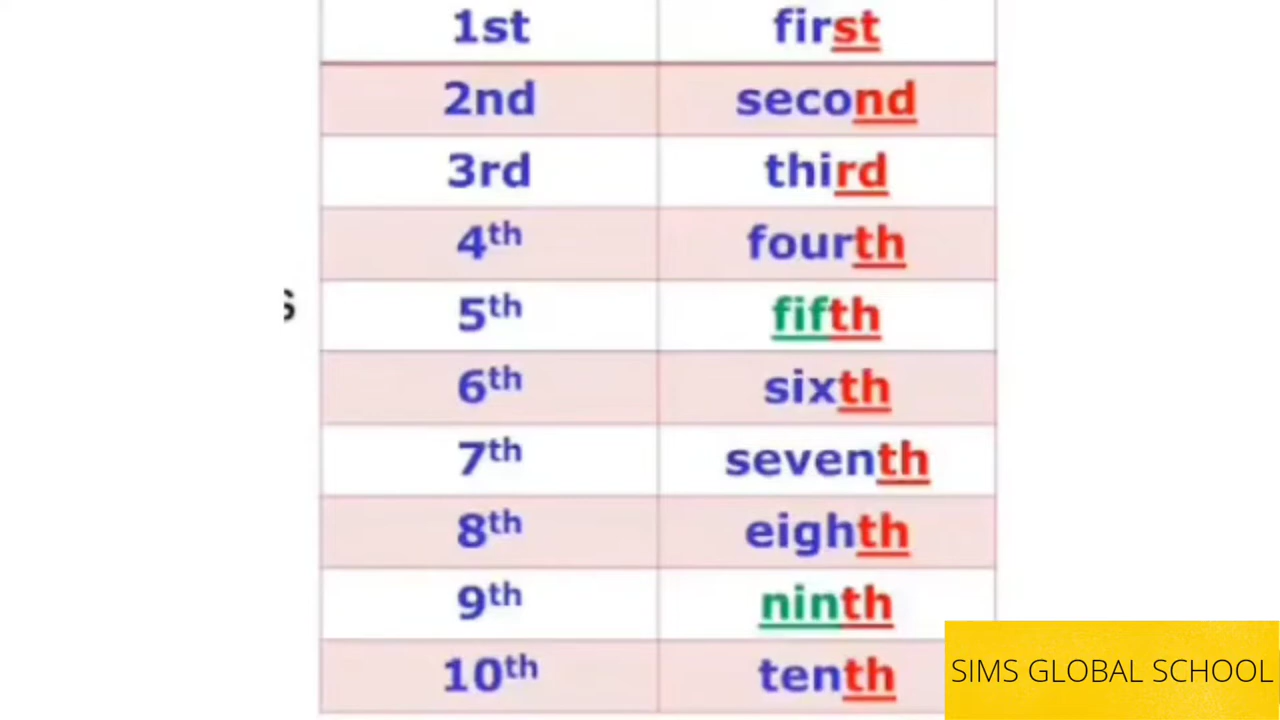 1st first
2nd second
3rd third
4th fourth
5th fifth
s
6th sixth
7th seventh
8th eighth
9th ninth
10th tenth
SIMS GLOBAL SCHOOL